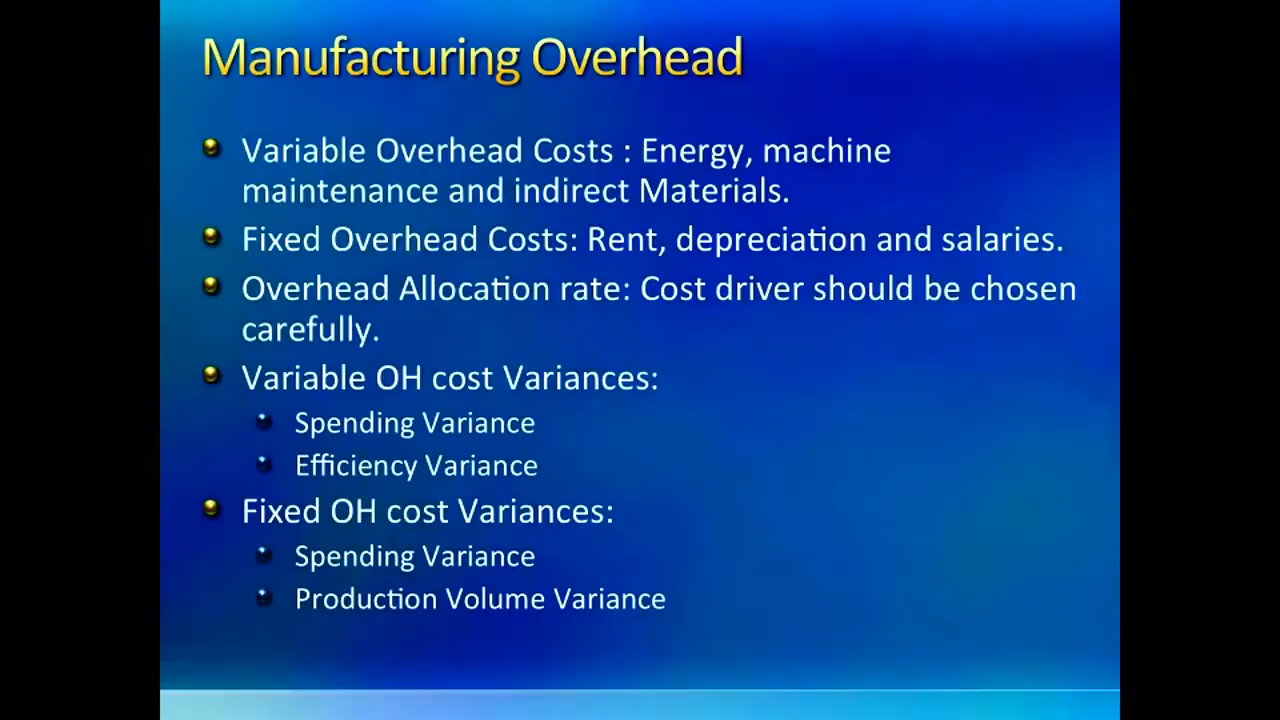 Manufacturing Overhead
Variable Overhead Costs : Energy, machine
maintenance and indirect Materials.
Fixed Overhead Costs: Rent, depreciation and salaries.
Overhead Allocation rate: Cost driver should be chosen
carefully.
Variable OH cost Variances:
Spending Variance
Efficiency Variance
Fixed OH cost Variances:
Spending Variance
Production Volume Variance